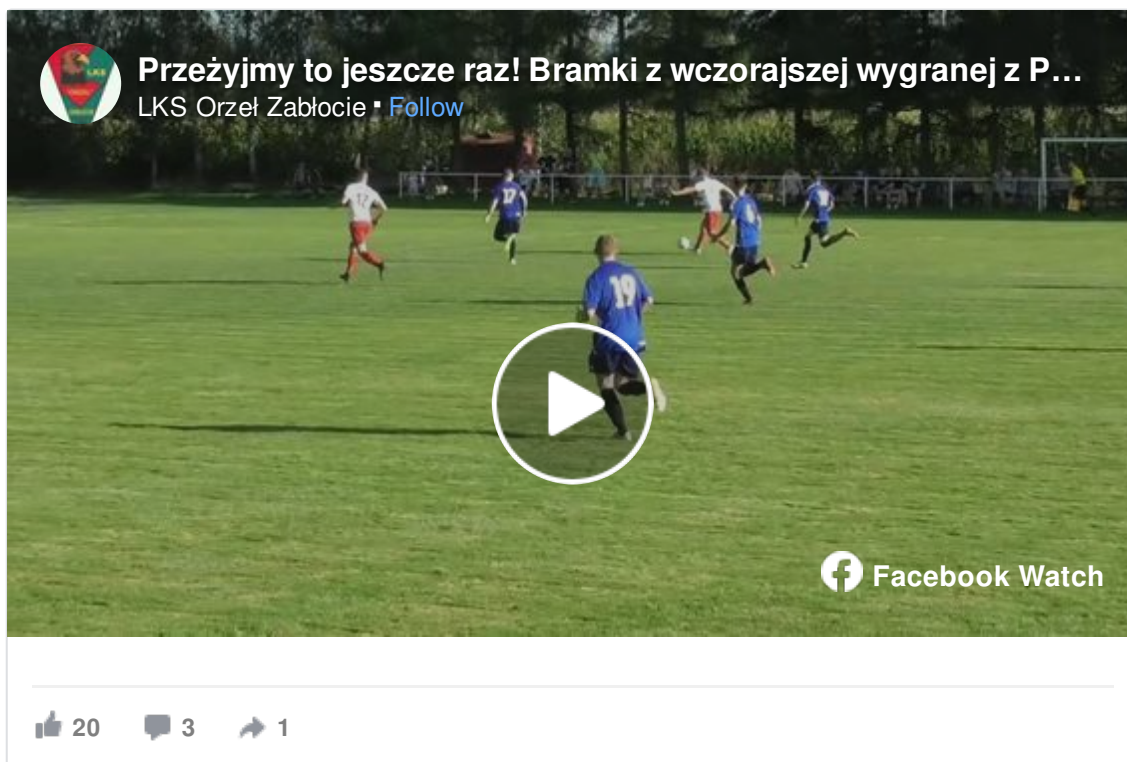 Przeżyjmy to jeszcze raz! Bramki z wczorajszej wygranej z P...
LKS Orzeł Zabłocie · Follow
LKS
17
17
19
Facebook Watch
20 3 1